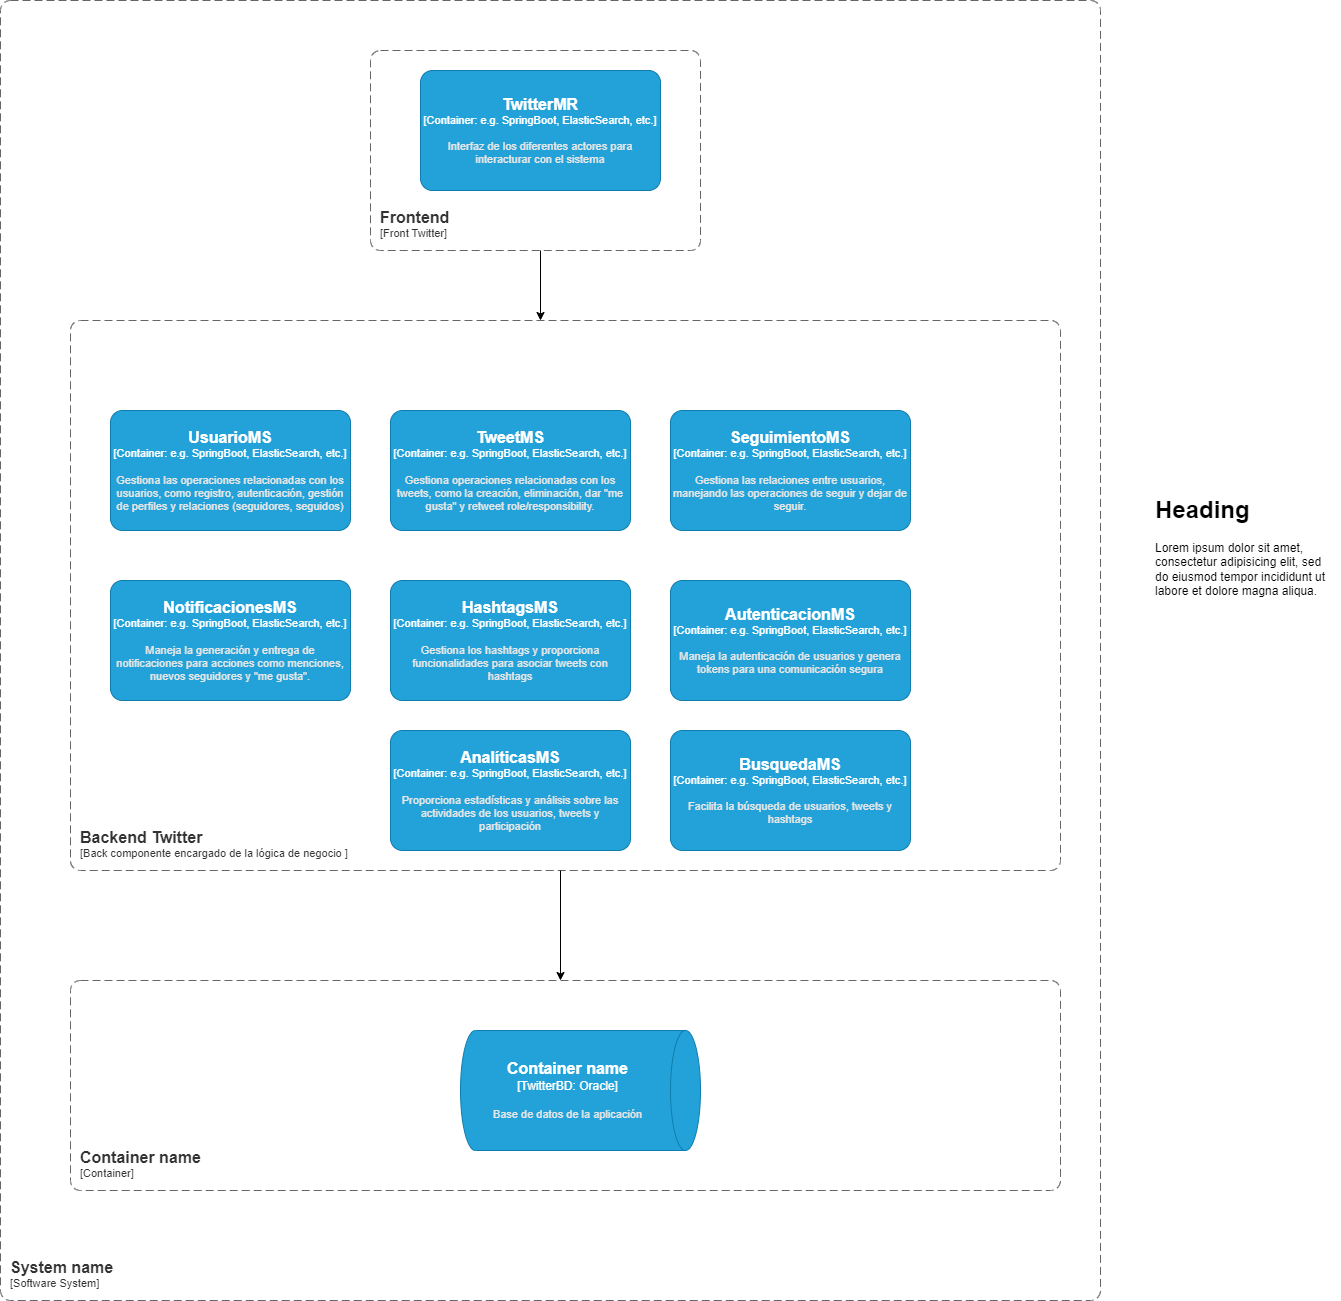 TwitterMR
[Container: e.g. SpringBoot, ElasticSearch, etc.]
Interfaz de los diferentes actores para
interacturar con el sistema
Frontend
[Front Twitter]
UsuarioMS
[Container: e.g. SpringBoot, ElasticSearch, etc.]
Gestiona las operaciones relacionadas con los
usuarios, como registro, autenticación, gestión
de perfiles y relaciones (seguidores, seguidos)
TweetMS
[Container: e.g. SpringBoot, ElasticSearch, etc.]
Gestiona operaciones relacionadas con los
tweets, como la creación, eliminación, dar "me
gusta" y retweet role/responsibility.
SeguimientoMS
[Container: e.g. SpringBoot, ElasticSearch, etc.]
Gestiona las relaciones entre usuarios,
manejando las operaciones de seguir y dejar de
seguir.
NotificacionesMS
[Container: e.g. SpringBoot, ElasticSearch, etc.]
Maneja la generación y entrega de
notificaciones para acciones como menciones,
nuevos seguidores y "me gusta".
HashtagsMS
[Container: e.g. SpringBoot, ElasticSearch, etc.]
Gestiona los hashtags y proporciona
funcionalidades para asociar tweets con
hashtags
AutenticacionMS
[Container: e.g. SpringBoot, ElasticSearch, etc.]
Maneja la autenticación de usuarios y genera
tokens para una comunicación segura
AnalíticasMS
[Container: e.g. SpringBoot, ElasticSearch, etc.]
Proporciona estadísticas y análisis sobre las
actividades de los usuarios, tweets y
participación
BusquedaMS
[Container: e.g. SpringBoot, ElasticSearch, etc.]
Facilita la búsqueda de usuarios, tweets y
hashtags
Backend Twitter
[Back componente encargado de la lógica de negocio ]
Container name
[TwitterBD: Oracle]
Base de datos de la aplicación
Container name
[Container]
System name
[Software System]
Heading
Lorem ipsum dolor sit amet,
consectetur adipisicing elit, sed
do eiusmod tempor incididunt ut
labore et dolore magna aliqua.